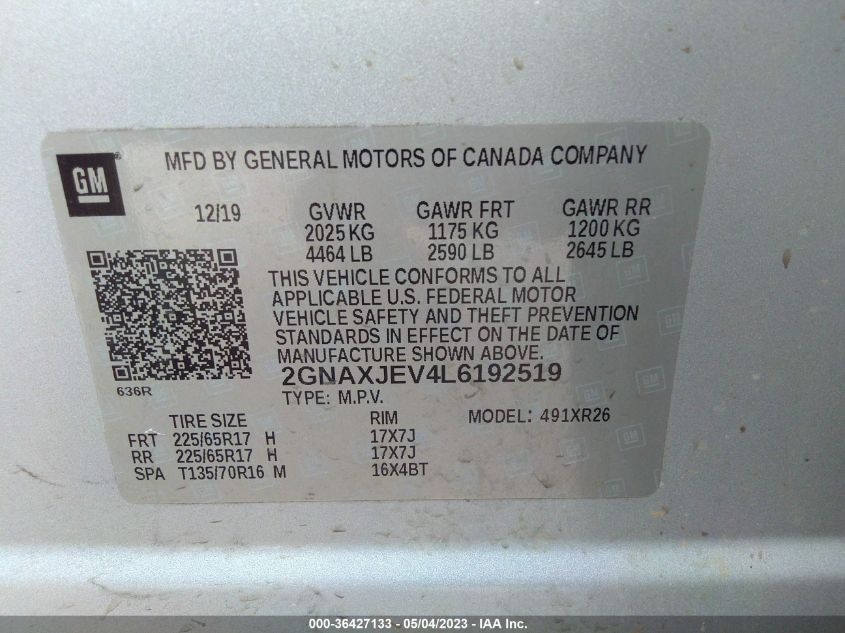 GM
MFD BY GENERAL MOTORS OF CANADA COMPANY
12/19 GVWR GAWR FRT GAWR RR
2025 KG 1175 KG 1200 KG
4464 LB 2590 LB 2645 LB
THIS VEHICLE CONFORMS TO ALL
APPLICABLE U.S. FEDERAL MOTOR
VEHICLE SAFETY AND THEFT PREVENTION
STANDARDS IN EFFECT ON THE DATE OF
MANUFACTURE SHOWN ABOVE.
2GNAXJEV4L6192519
636R
TYPE: M.P.V.
TIRE SIZE RIM MODEL: 491XR26
FRT 225/65R17 H 17X7J
RR 225/65R17 H 17X7J
SPA T135/70R16 M 16X4BT
000-36427133 - 05/04/2023 - IAA Inc.